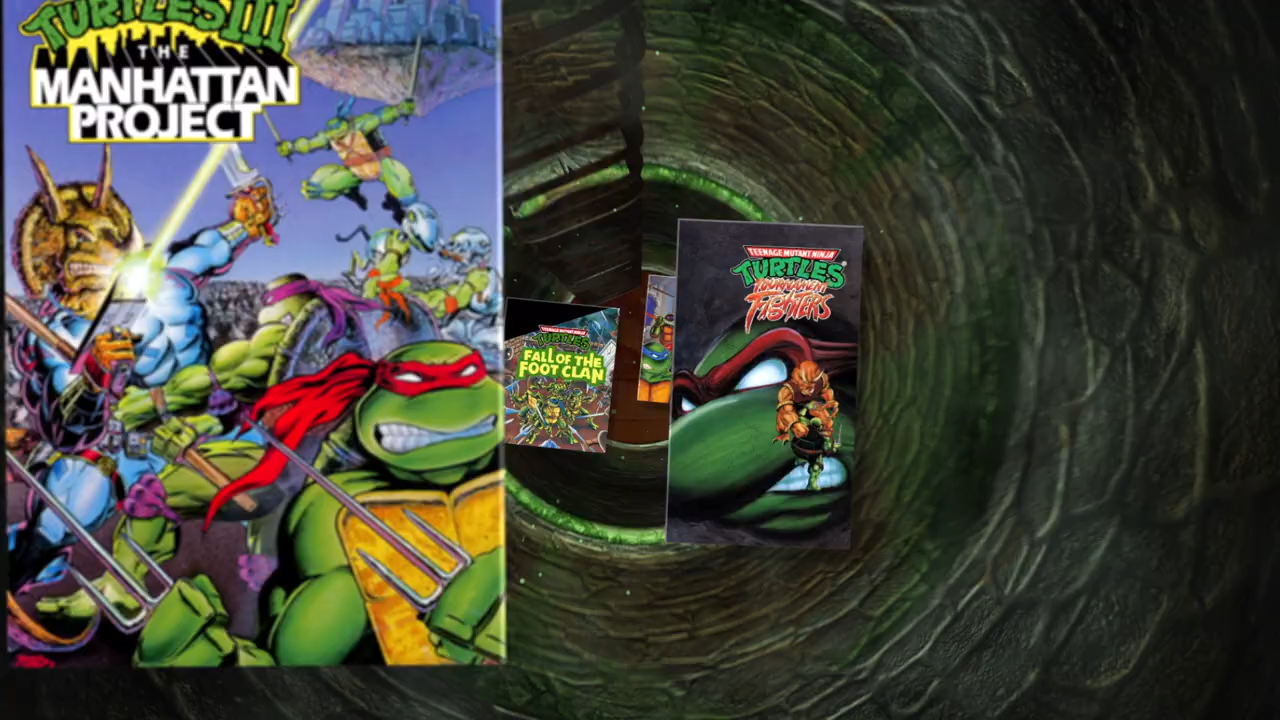 TURTLES III
THE
MANHATTAN
PROJECT
TEENAGE MUTANT NINJA
TURTLES
FALL OF THE
FOOT CLAN
TEENAGE MUTANT NINJA
TURTLES
TOURNAMENT
FIGHTERS